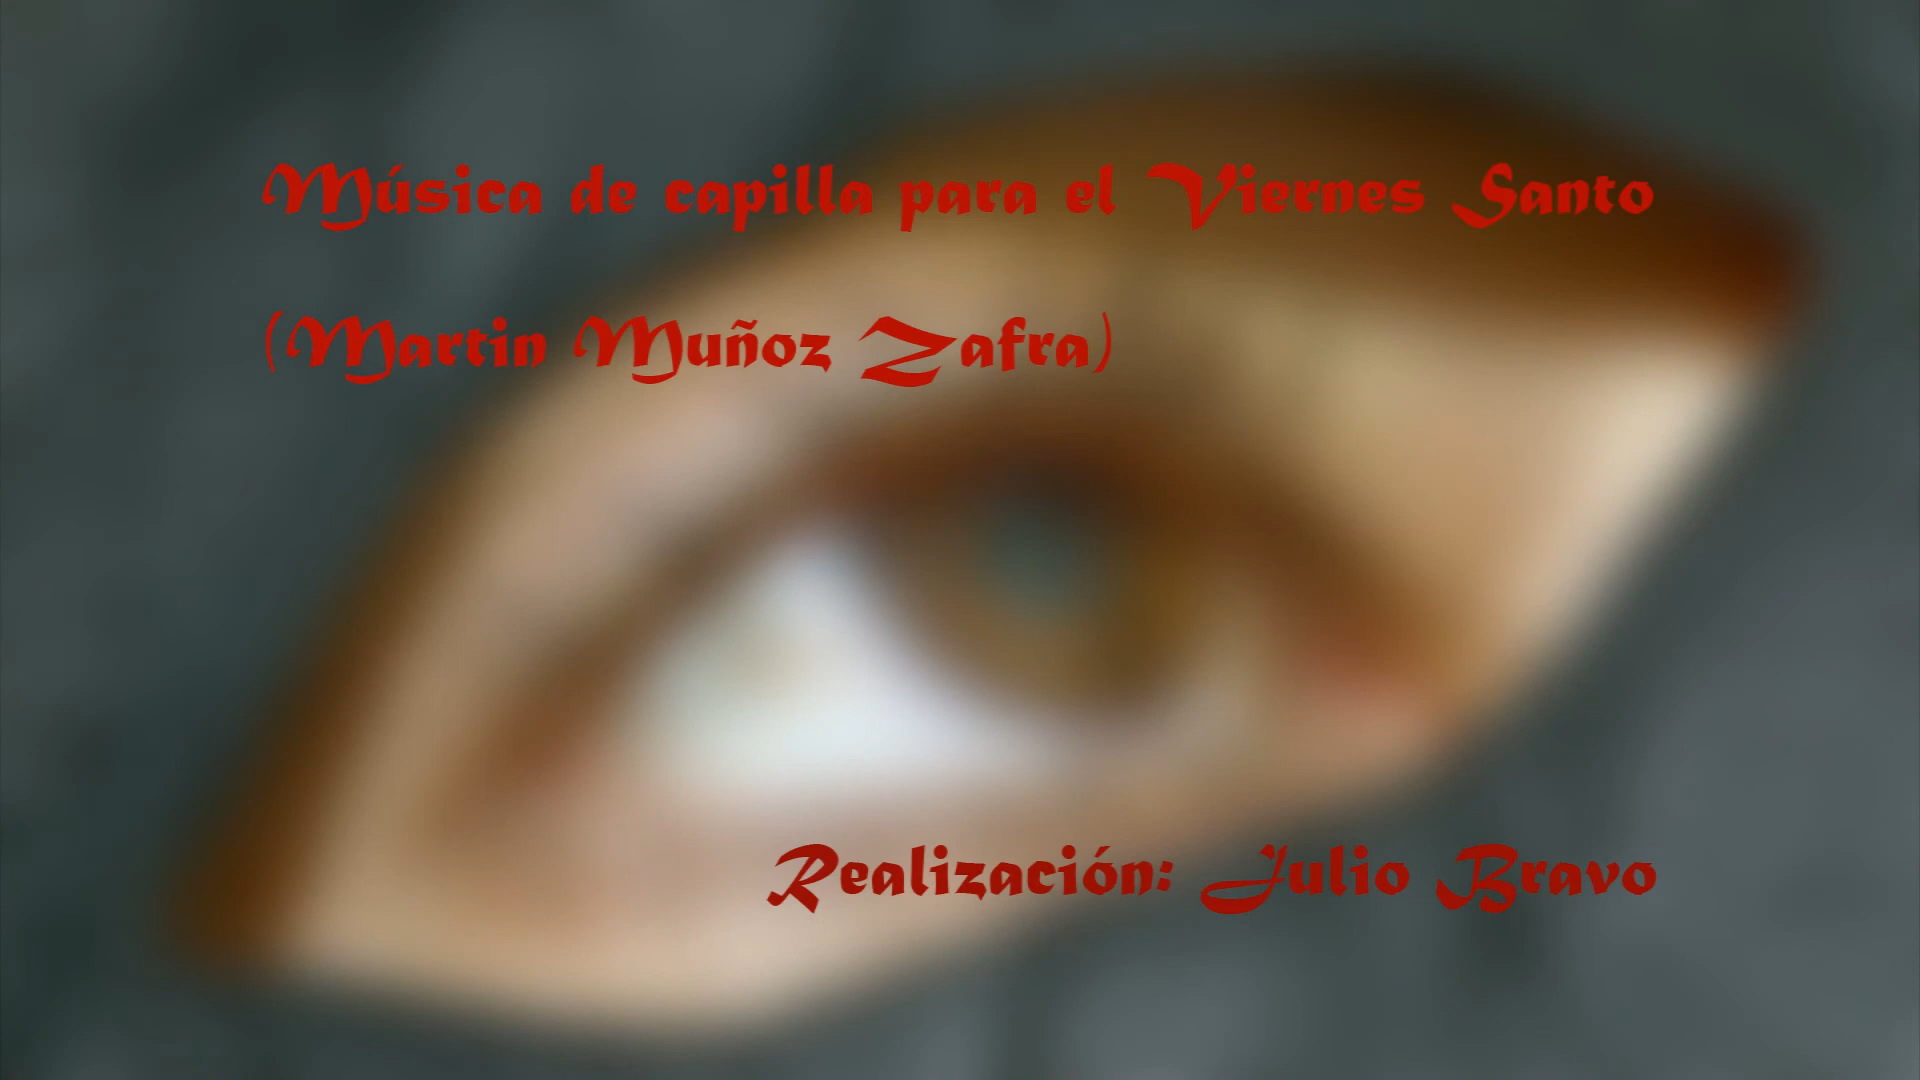 Música de capilla para el Viernes Santo
(Martin Muñoz Zafra)
Realización: Julio Bravo